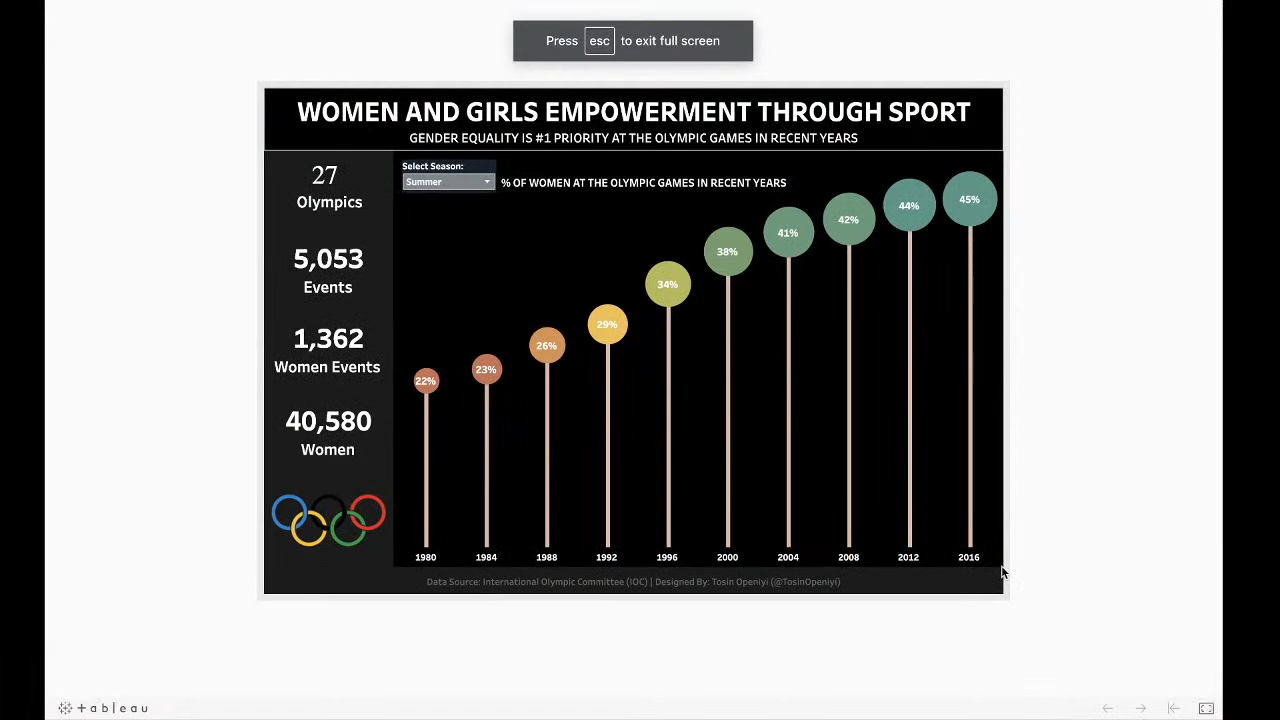 Press esc to exit full screen
WOMEN AND GIRLS EMPOWERMENT THROUGH SPORT
GENDER EQUALITY IS #1 PRIORITY AT THE OLYMPIC GAMES IN RECENT YEARS
27
Olympics
5,053
Events
1,362
Women Events
40,580
Women
Select Season:
Summer
% OF WOMEN AT THE OLYMPIC GAMES IN RECENT YEARS
22%
23%
26%
29%
34%
38%
41%
42%
44%
45%
1980 1984 1988 1992 1996 2000 2004 2008 2012 2016
Data Source: International Olympic Committee (IOC) | Designed By: Tosin Openiyi (@TosinOpeniyi)
+ableau